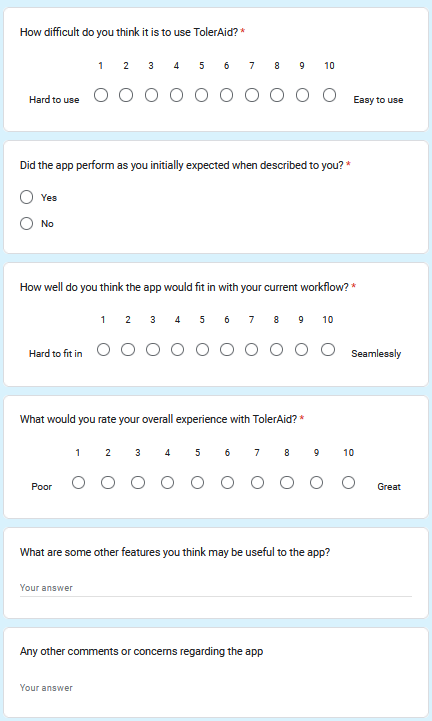 How difficult do you think it is to use TolerAid? *
1 2 3 4 5 6 7 8 9 10
Hard to use Easy to use
Did the app perform as you initially expected when described to you? *
Yes
No
How well do you think the app would fit in with your current workflow? *
1 2 3 4 5 6 7 8 9 10
Hard to fit in Seamlessly
What would you rate your overall experience with TolerAid? *
1 2 3 4 5 6 7 8 9 10
Poor Great
What are some other features you think may be useful to the app?
Your answer
Any other comments or concerns regarding the app
Your answer